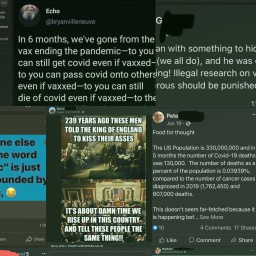 Echo
@bryanvilleneuve
In 6 months, we've gone from the
vax ending the pandemic—to you
can still get covid even if vaxxed—
to you can pass covid onto others
even if vaxxed—to you can still
die of covid even if vaxxed—to the
G
an with something to hid
(we all do), and he was
ing! Illegal research on v
rous should be punished
239 YEARS AGO THESE MEN
TOLD THE KING OF ENGLAND
TO KISS THEIR ASSES
IT'S ABOUT DAMN TIME WE
RISE UP IN THIS COUNTRY
AND TELL THESE PEOPLE THE
SAME THING!!
ne else
he word
c" is just
ounded by
Pete
Jan 19
Food for thought
The US Population is 330,000,000 and in
5 months the number of Covid-19 deaths
was 130,000. The number of deaths as a
percent of the population is 0.03939%,
compared to the number of cancer cases
diagnosed in 2019 (1,762,450) and
607,000 deaths.
This doesn't seem far-fetched because it
is happening bef... See More
10
4 Comments 17 Shares
Like
Comment
Share